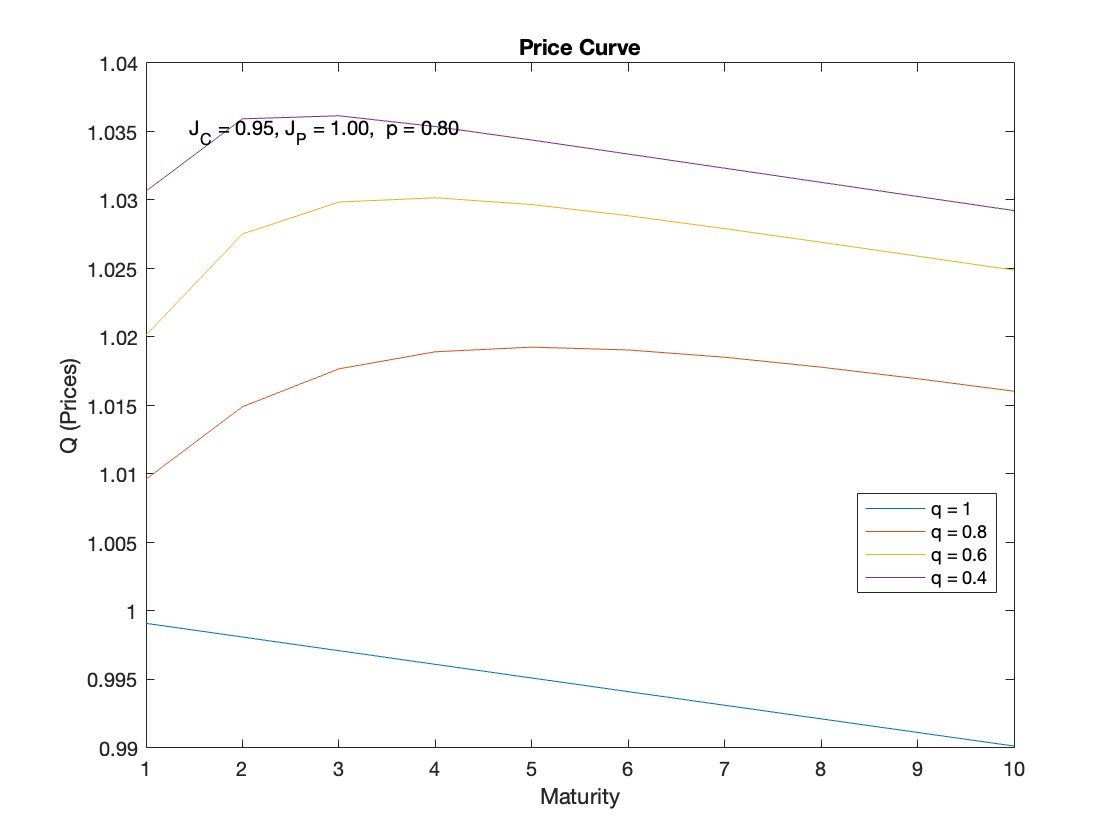 Price Curve
1.04
1.035
1.03
1.025
1.02
1.015
1.01
1.005
1
0.995
0.99
Q (Prices)
J_C = 0.95, J_P = 1.00,  p = 0.80
q = 1
q = 0.8
q = 0.6
q = 0.4
1 2 3 4 5 6 7 8 9 10
Maturity